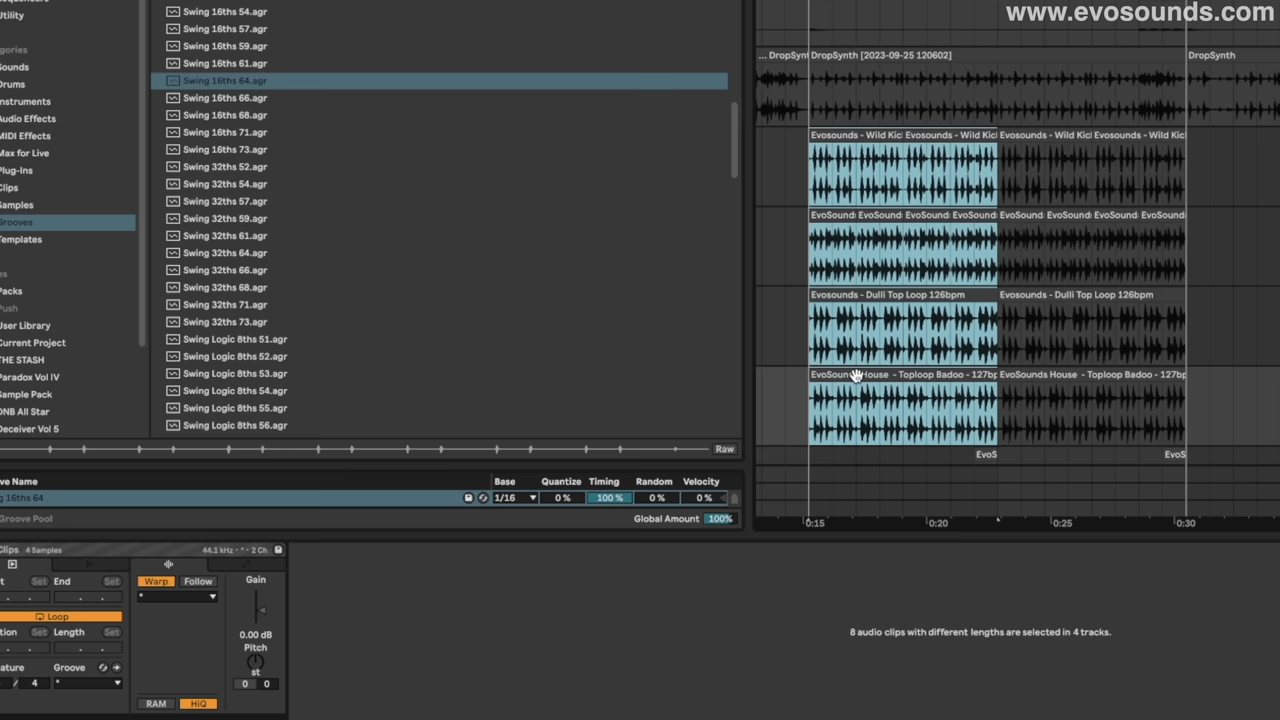 www.evosounds.com
Utility
Sounds
Drums
Instruments
Audio Effects
MIDI Effects
Max for Live
Plug-Ins
Clips
Samples
Grooves
Templates
Packs
Push
User Library
Current Project
THE STASH
Paradox Vol IV
Sample Pack
DNB All Star
Deceiver Vol 5
Swing 16ths 54.agr
Swing 16ths 57.agr
Swing 16ths 59.agr
Swing 16ths 61.agr
Swing 16ths 64.agr
Swing 16ths 66.agr
Swing 16ths 68.agr
Swing 16ths 71.agr
Swing 16ths 73.agr
Swing 32ths 52.agr
Swing 32ths 54.agr
Swing 32ths 57.agr
Swing 32ths 59.agr
Swing 32ths 61.agr
Swing 32ths 64.agr
Swing 32ths 66.agr
Swing 32ths 68.agr
Swing 32ths 71.agr
Swing 32ths 73.agr
Swing Logic 8ths 51.agr
Swing Logic 8ths 52.agr
Swing Logic 8ths 53.agr
Swing Logic 8ths 54.agr
Swing Logic 8ths 55.agr
Swing Logic 8ths 56.agr
Raw
... DropSynt DropSynth [2023-09-25 120602] DropSynth
Evosounds - Wild Kic Evosounds - Wild Kicl Evosounds - Wild Kicl Evosounds - Wild Kicl
EvoSound: EvoSound: EvoSound: EvoSound: EvoSound: EvoSound: EvoSound: EvoSound:
Evosounds - Dulli Top Loop 126bpm Evosounds - Dulli Top Loop 126bpm
EvoSounds House - Toploop Badoo - 127bp EvoSounds House - Toploop Badoo - 127bp
EvoS EvoS
0:15 0:20 0:25 0:30
ve Name Base Quantize Timing Random Velocity
g 16ths 64 1/16 0 % 100 % 0 % 0 %
Groove Pool Global Amount 100%
Clips 4 Samples 44.1 kHz - * - 2 Ch
t Set End Set
Warp Follow Gain
*
Loop
tion Set Length Set
0.00 dB
Pitch
st
0 0
ature Groove
/ 4 *
RAM HiQ
8 audio clips with different lengths are selected in 4 tracks.